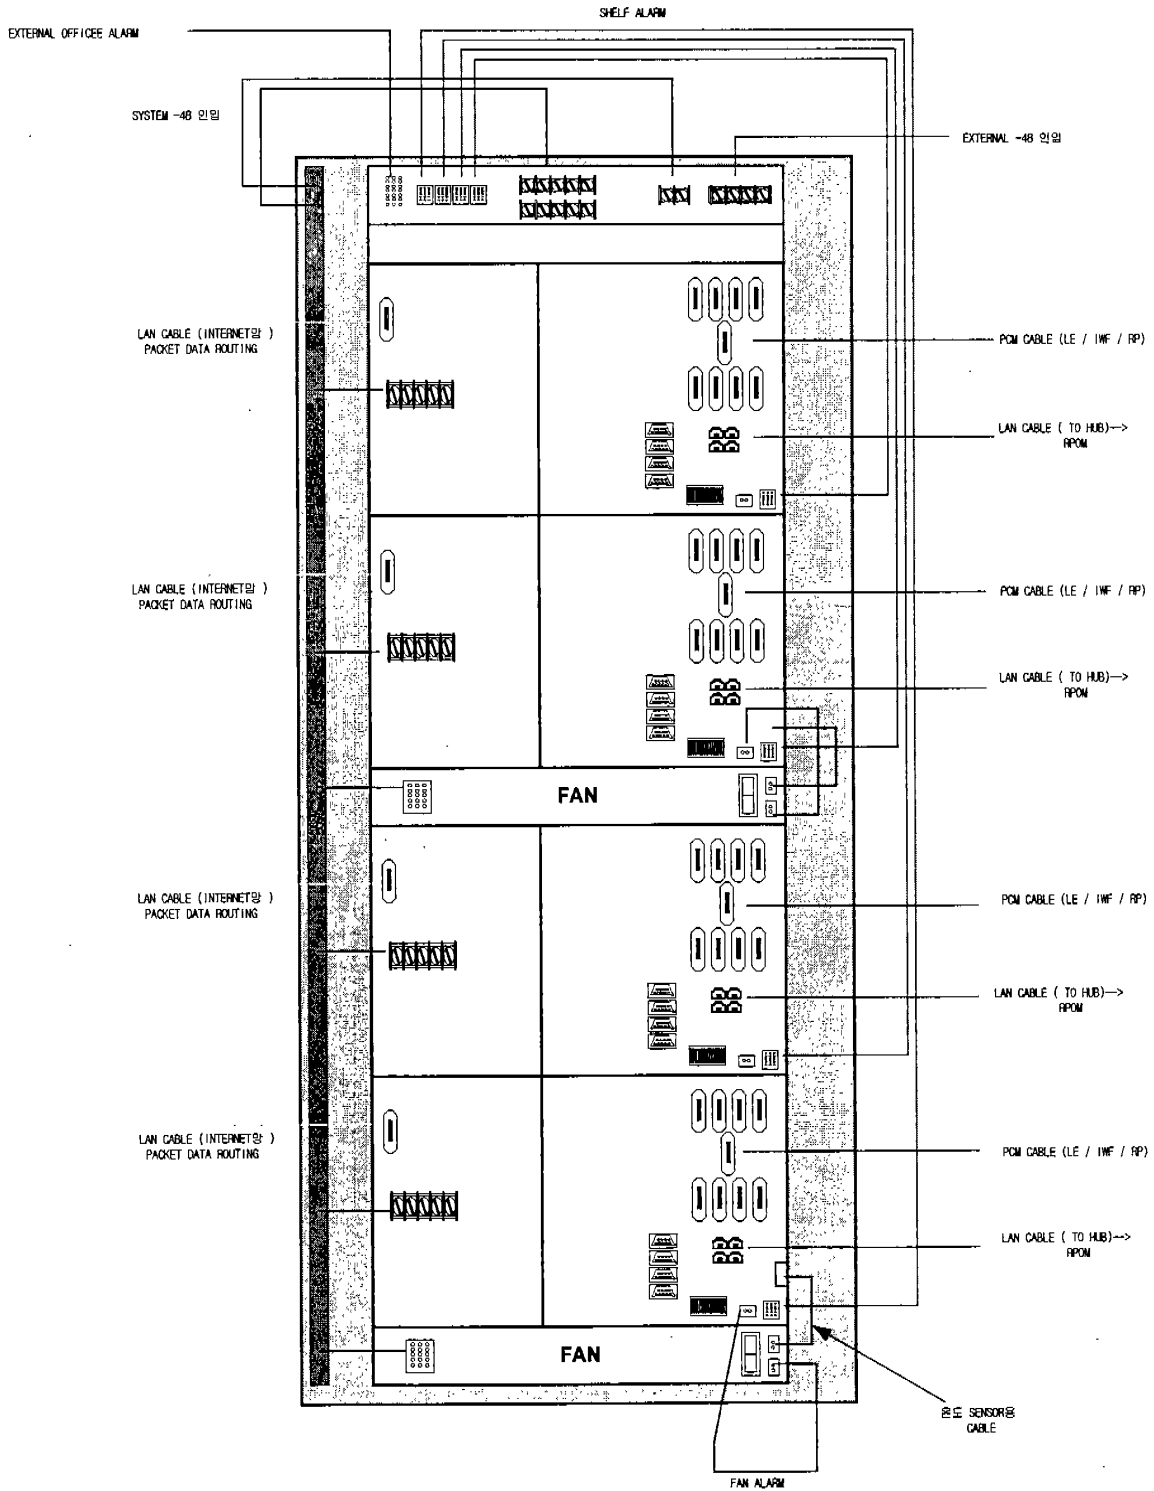 SHELF ALARM
EXTERNAL OFFICEE ALARM
SYSTEM -48 인입
EXTERNAL -48 인입
LAN CABLE (INTERNET망 )
PACKET DATA ROUTING
PCM CABLE (LE / IWF / RP)
LAN CABLE ( TO HUB)-->
RPOM
LAN CABLE (INTERNET망 )
PACKET DATA ROUTING
PCM CABLE (LE / IWF / RP)
LAN CABLE ( TO HUB)-->
RPOM
FAN
LAN CABLE (INTERNET망 )
PACKET DATA ROUTING
PCM CABLE (LE / IWF / RP)
LAN CABLE ( TO HUB)-->
RPOM
LAN CABLE (INTERNET망 )
PACKET DATA ROUTING
PCM CABLE (LE / IWF / RP)
LAN CABLE ( TO HUB)-->
RPOM
FAN
온도 SENSOR용
CABLE
FAN ALARM